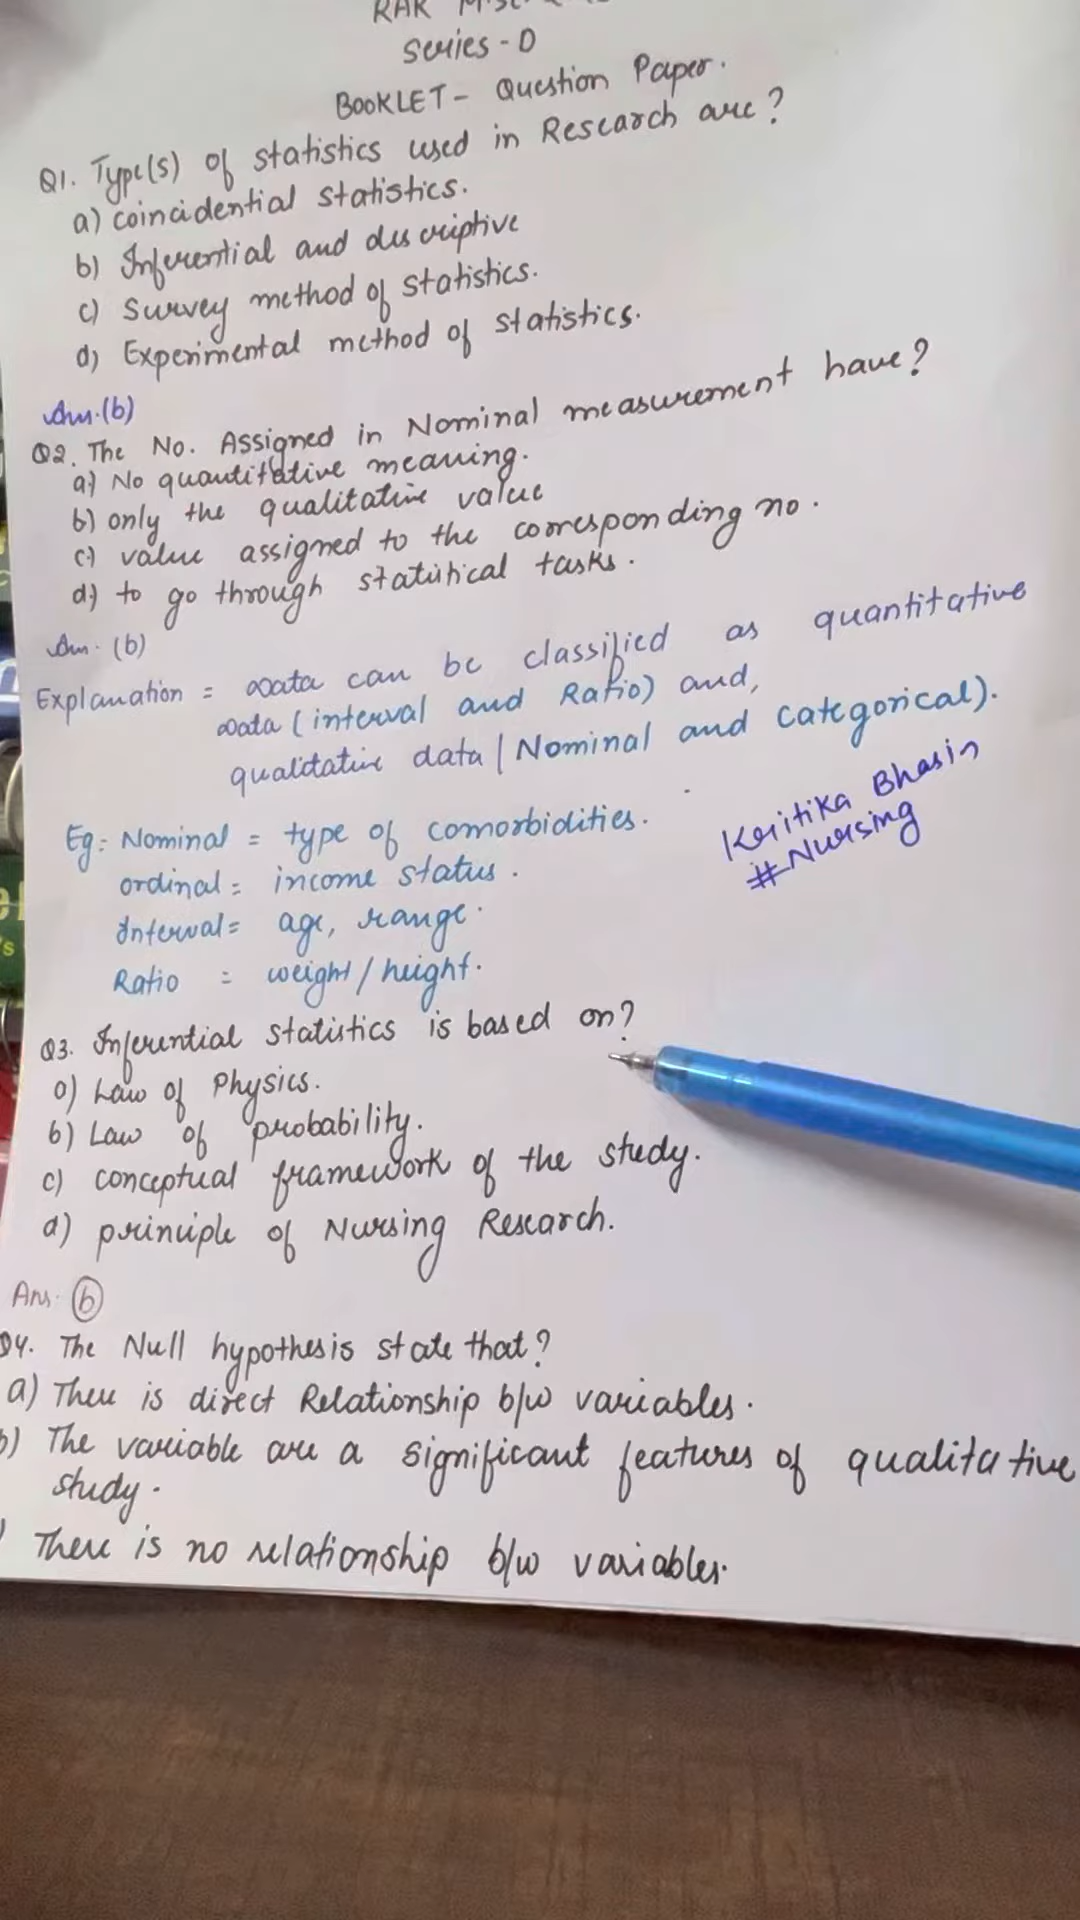 RAK M.Sc
Series - D
BOOKLET - Question Paper.
Q1. Type(s) of statistics used in Research are?
a) coincidential statistics.
b) Inferential and descriptive
c) Survey method of statistics.
d) Experimental method of statistics.
Ans. (b)
Q2. The No. Assigned in Nominal measurement have?
a) No quantitative meaning.
b) only the qualitative value
c) value assigned to the corresponding no.
d) to go through statistical tasks.
Ans. (b)
Explanation = Data can be classified as quantitative
Data (interval and Ratio) and,
qualitative data (Nominal and Categorical).
Kritika Bhasin
#Nursing
Eg: Nominal = type of comorbidities.
ordinal = income status.
Interval = age, range.
Ratio = weight/height.
Q3. Inferential statistics is based on?
a) Law of Physics.
b) Law of probability.
c) conceptual framework of the study.
d) principle of Nursing Research.
Ans. (b)
Q4. The Null hypothesis state that?
a) There is direct Relationship b/w variables.
b) The variable are a significant features of qualitative
study.
There is no relationship b/w variables.